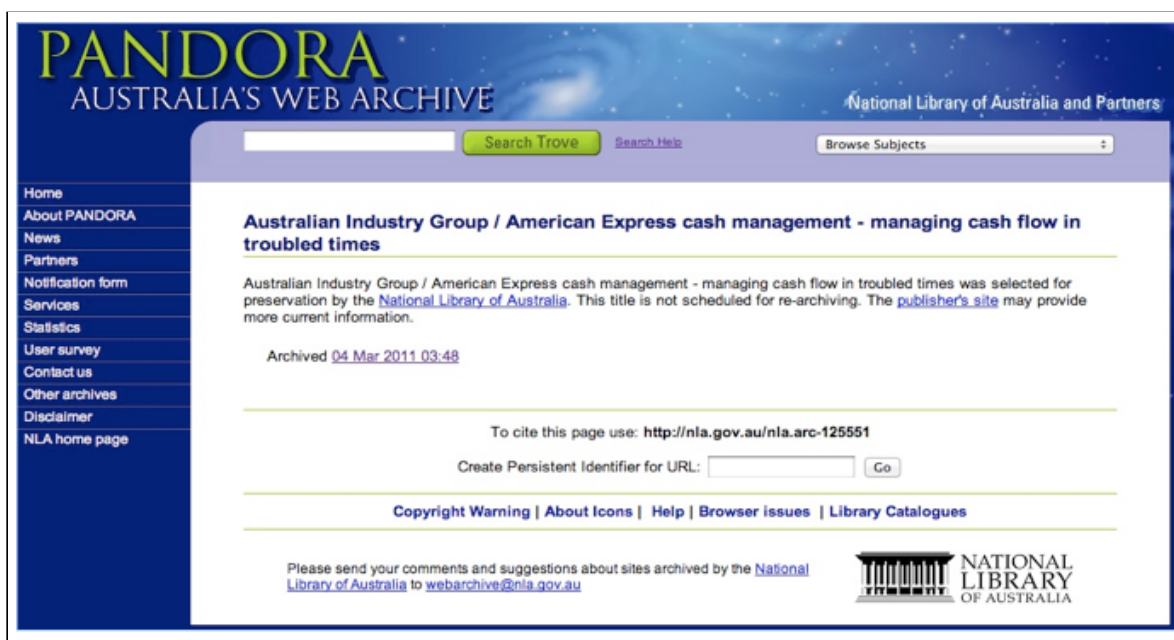 PANDORA
AUSTRALIA'S WEB ARCHIVE
National Library of Australia and Partners
Search Trove
Search Help
Browse Subjects
Home
About PANDORA
News
Partners
Notification form
Services
Statistics
User survey
Contact us
Other archives
Disclaimer
NLA home page
Australian Industry Group / American Express cash management - managing cash flow in
troubled times
Australian Industry Group / American Express cash management - managing cash flow in troubled times was selected for
preservation by the National Library of Australia. This title is not scheduled for re-archiving. The publisher's site may provide
more current information.
Archived 04 Mar 2011 03:48
To cite this page use: http://nla.gov.au/nla.arc-125551
Create Persistent Identifier for URL:
Go
Copyright Warning | About Icons | Help | Browser issues | Library Catalogues
Please send your comments and suggestions about sites archived by the National
Library of Australia to webarchive@nla.gov.au
NATIONAL
LIBRARY
OF AUSTRALIA